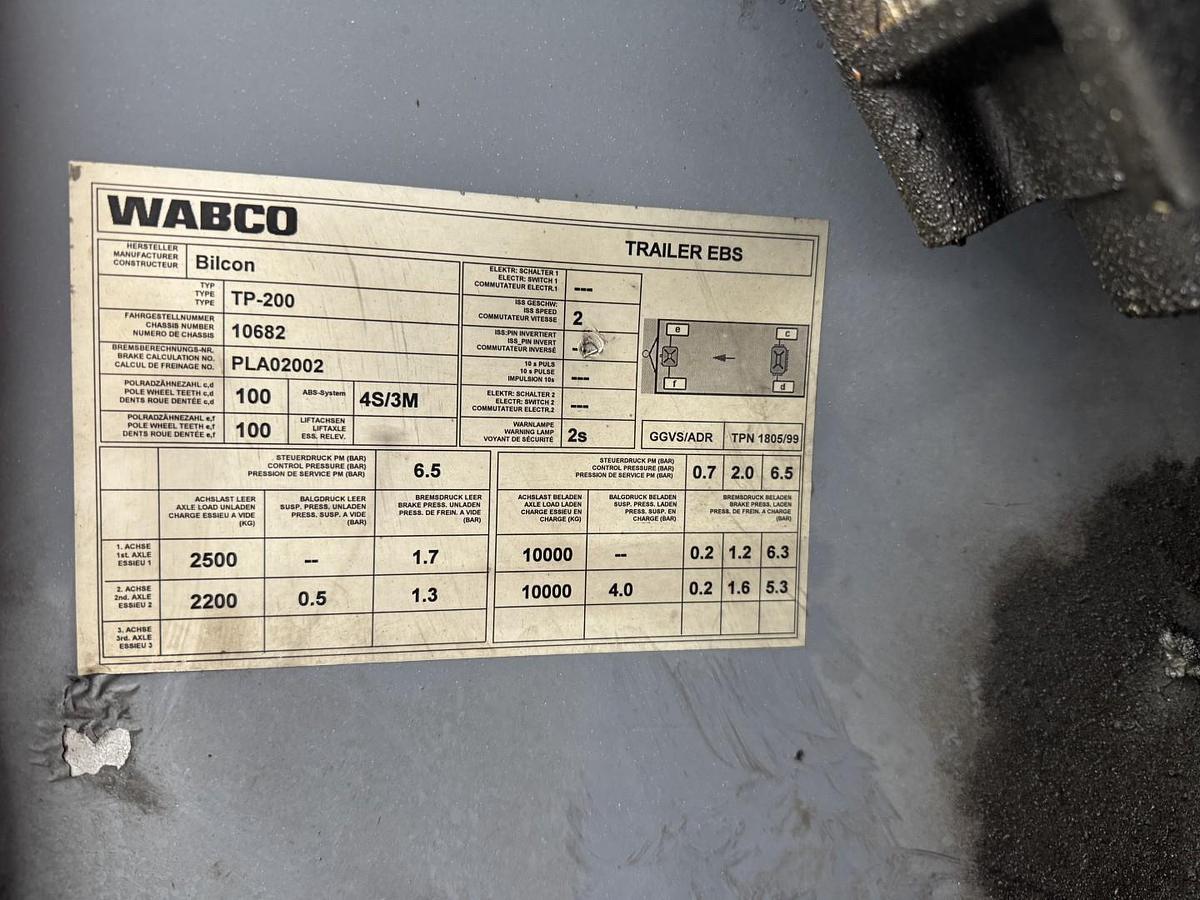 WABCO
TRAILER EBS
HERSTELLER
MANUFACTURER
CONSTRUCTEUR
Bilcon
TYP
TYPE
TYPE
TP-200
FAHRGESTELLNUMMER
CHASSIS NUMBER
NUMERO DE CHASSIS
10682
BREMSBERECHNUNGS-NR.
BRAKE CALCULATION NO.
CALCUL DE FREINAGE NO.
PLA02002
POLRADZÄHNEZAHL c,d
POLE WHEEL TEETH c,d
DENTS ROUE DENTÉE c,d
100
ABS-System
4S/3M
POLRADZÄHNEZAHL e,f
POLE WHEEL TEETH e,f
DENTS ROUE DENTÉE e,f
100
LIFTACHSEN
LIFTAXLE
ESS. RELEV.
ELEKTR: SCHALTER 1
ELECTR: SWITCH 1
COMMUTATEUR ELECTR.1
---
ISS GESCHW:
ISS SPEED
COMMUTATEUR VITESSE
2
ISS:PIN INVERTIERT
ISS_PIN INVERT
COMMUTATEUR INVERSÉ
10 s PULS
10 s PULSE
IMPULSION 10s
---
ELEKTR: SCHALTER 2
ELECTR: SWITCH 2
COMMUTATEUR ELECTR.2
---
WARNLAMPE
WARNING LAMP
VOYANT DE SÉCURITÉ
2s
e
c
f
d
GGVS/ADR
TPN 1805/99
STEUERDRUCK PM (BAR)
CONTROL PRESSURE (BAR)
PRESSION DE SERVICE PM (BAR)
6.5
STEUERDRUCK PM (BAR)
CONTROL PRESSURE (BAR)
PRESSION DE SERVICE PM (BAR)
0.7 2.0 6.5
ACHSLAST LEER
AXLE LOAD UNLADEN
CHARGE ESSIEU A VIDE
(KG)
BALGDRUCK LEER
SUSP. PRESS. UNLADEN
PRESS. SUSP. A VIDE
(BAR)
BREMSDRUCK LEER
BRAKE PRESS. UNLADEN
PRESS. DE FREIN. A VIDE
(BAR)
ACHSLAST BELADEN
AXLE LOAD LADEN
CHARGE ESSIEU EN
CHARGE (KG)
BALGDRUCK BELADEN
SUSP. PRESS. LADEN
PRESS. SUSP. EN
CHARGE (BAR)
BREMSDRUCK BELADEN
BRAKE PRESS. LADEN
PRESS. DE FREIN. A CHARGE
(BAR)
1. ACHSE
1st. AXLE
ESSIEU 1
2500 -- 1.7 10000 -- 0.2 1.2 6.3
2. ACHSE
2nd. AXLE
ESSIEU 2
2200 0.5 1.3 10000 4.0 0.2 1.6 5.3
3. ACHSE
3rd. AXLE
ESSIEU 3